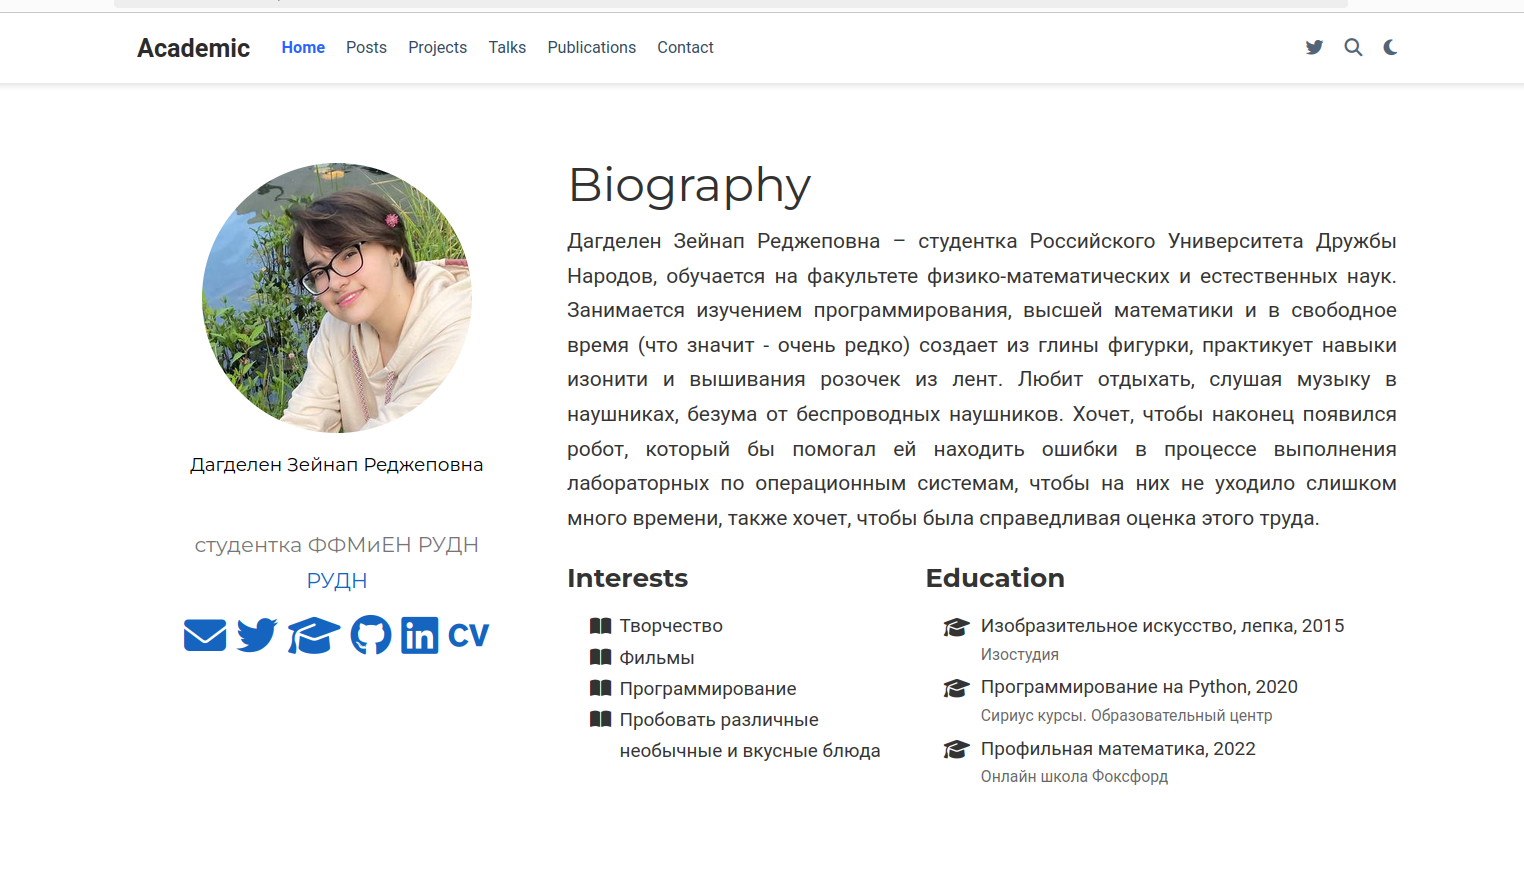 Academic Home Posts Projects Talks Publications Contact
Дагделен Зейнап Реджеповна
студентка ФФМиЕН РУДН
РУДН
CV
Biography
Дагделен Зейнап Реджеповна – студентка Российского Университета Дружбы
Народов, обучается на факультете физико-математических и естественных наук.
Занимается изучением программирования, высшей математики и в свободное
время (что значит - очень редко) создает из глины фигурки, практикует навыки
изонити и вышивания розочек из лент. Любит отдыхать, слушая музыку в
наушниках, безума от беспроводных наушников. Хочет, чтобы наконец появился
робот, который бы помогал ей находить ошибки в процессе выполнения
лабораторных по операционным системам, чтобы на них не уходило слишком
много времени, также хочет, чтобы была справедливая оценка этого труда.
Interests
Творчество
Фильмы
Программирование
Пробовать различные
необычные и вкусные блюда
Education
Изобразительное искусство, лепка, 2015
Изостудия
Программирование на Python, 2020
Сириус курсы. Образовательный центр
Профильная математика, 2022
Онлайн школа Фоксфорд